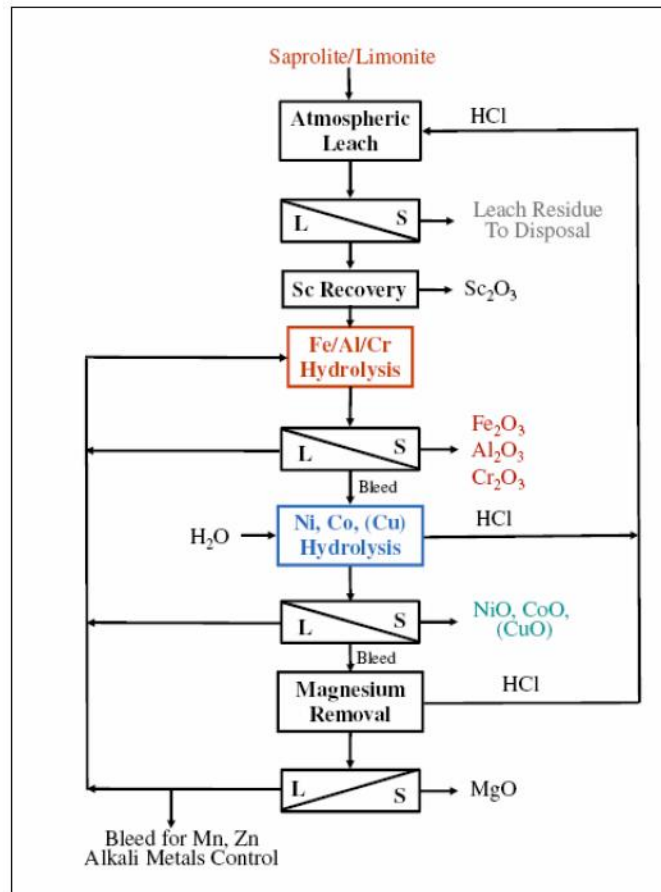 Saprolite/Limonite
HCl
Atmospheric
Leach
L S
Leach Residue
To Disposal
Sc Recovery
Sc₂O₃
Fe/Al/Cr
Hydrolysis
L S
Fe₂O₃
Al₂O₃
Cr₂O₃
Bleed
H₂O
Ni, Co, (Cu)
Hydrolysis
HCl
L S
NiO, CoO,
(CuO)
Bleed
Magnesium
Removal
HCl
L S
MgO
Bleed for Mn, Zn
Alkali Metals Control